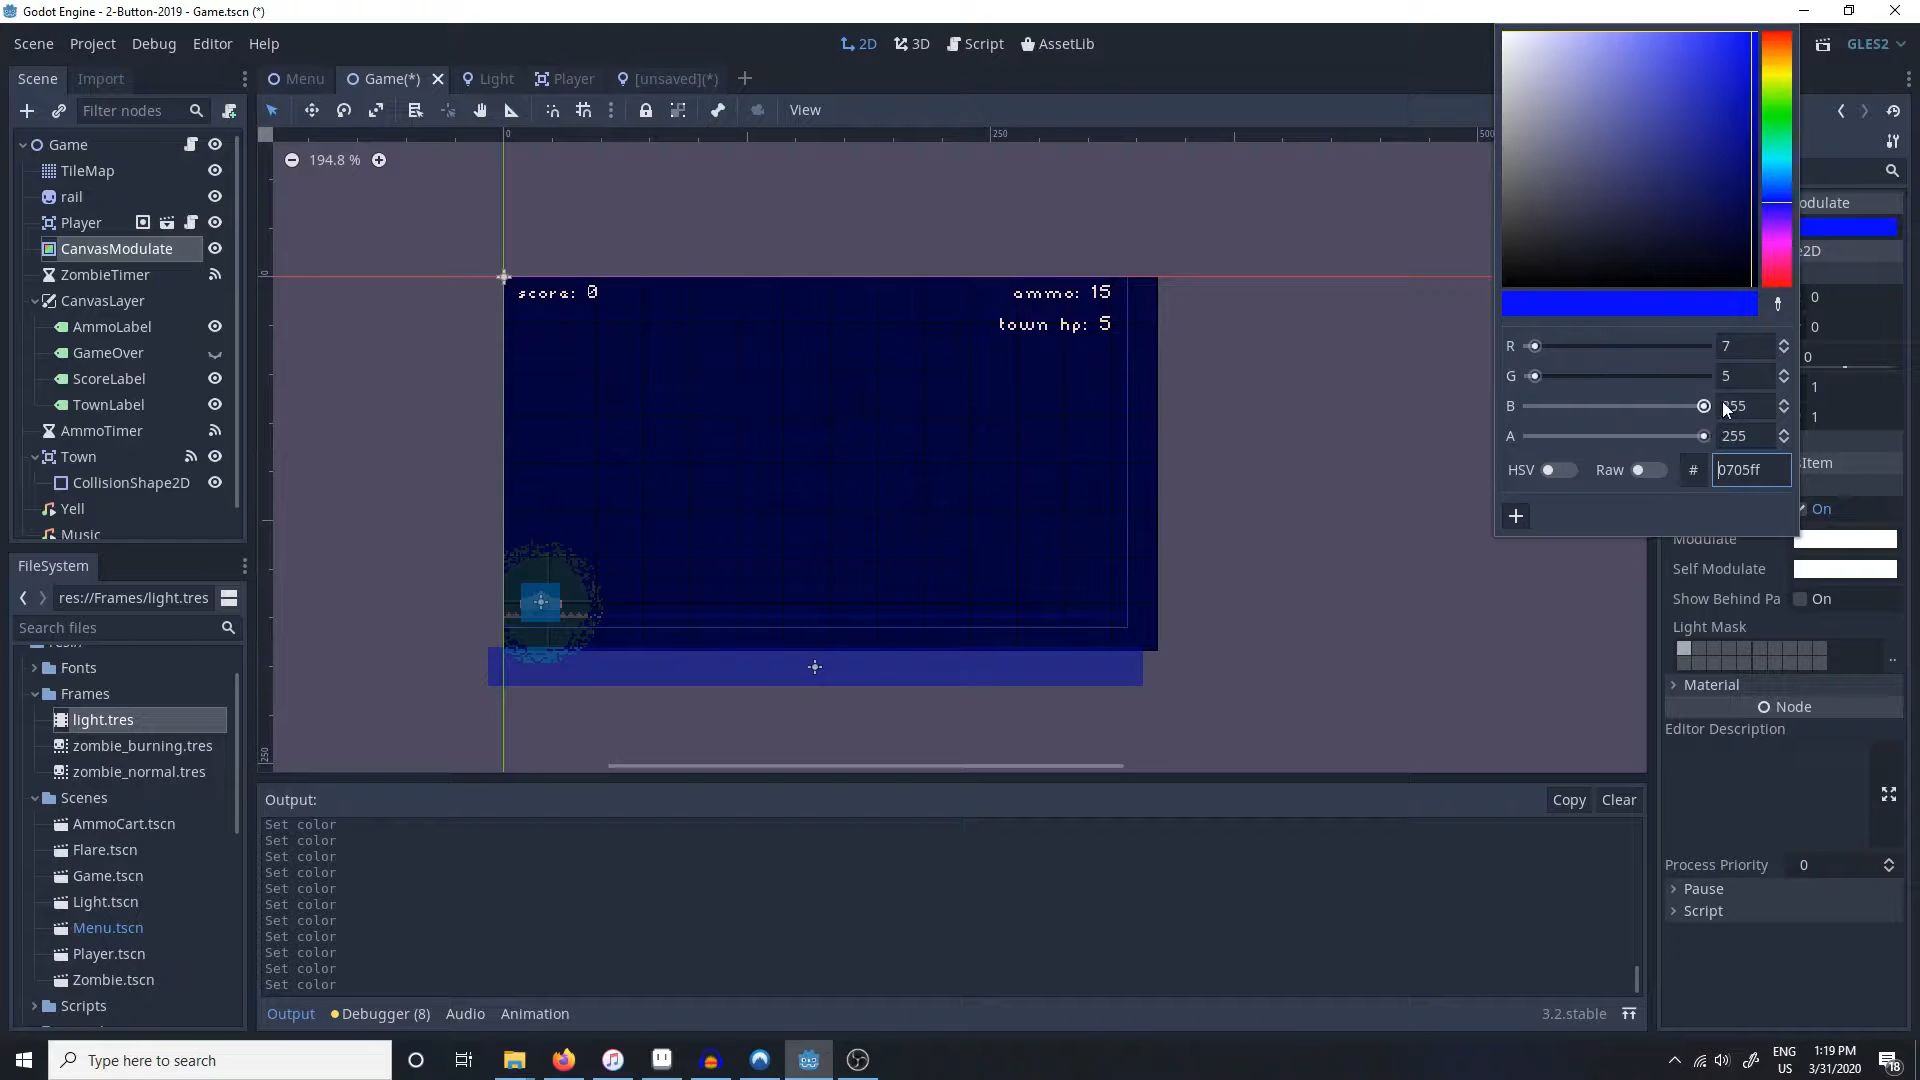 Godot Engine - 2-Button-2019 - Game.tscn (*)
Scene Project Debug Editor Help
2D 3D Script AssetLib
GLES2
Scene Import
Menu Game(*) Light Player [unsaved](*)
Filter nodes
View
Game
TileMap
rail
Player
CanvasModulate
ZombieTimer
CanvasLayer
AmmoLabel
GameOver
ScoreLabel
TownLabel
AmmoTimer
Town
CollisionShape2D
Yell
Music
FileSystem
res://Frames/light.tres
Search files
Fonts
Frames
light.tres
zombie_burning.tres
zombie_normal.tres
Scenes
AmmoCart.tscn
Flare.tscn
Game.tscn
Light.tscn
Menu.tscn
Player.tscn
Zombie.tscn
Scripts
0 250 500
194.8 %
0
250
score: 0
ammo: 15
town hp: 5
R 7
G 5
B 255
A 255
HSV Raw # 0705ff
odulate
e2D
0
0
0
1
1
sItem
On
Modulate
Self Modulate
Show Behind Pa On
Light Mask
..
Material
Node
Editor Description
Process Priority 0
Pause
Script
Output:
Copy Clear
Set color
Set color
Set color
Set color
Set color
Set color
Set color
Set color
Set color
Set color
Set color
Output Debugger (8) Audio Animation
3.2.stable
Type here to search
ENG
US
1:19 PM
3/31/2020
18